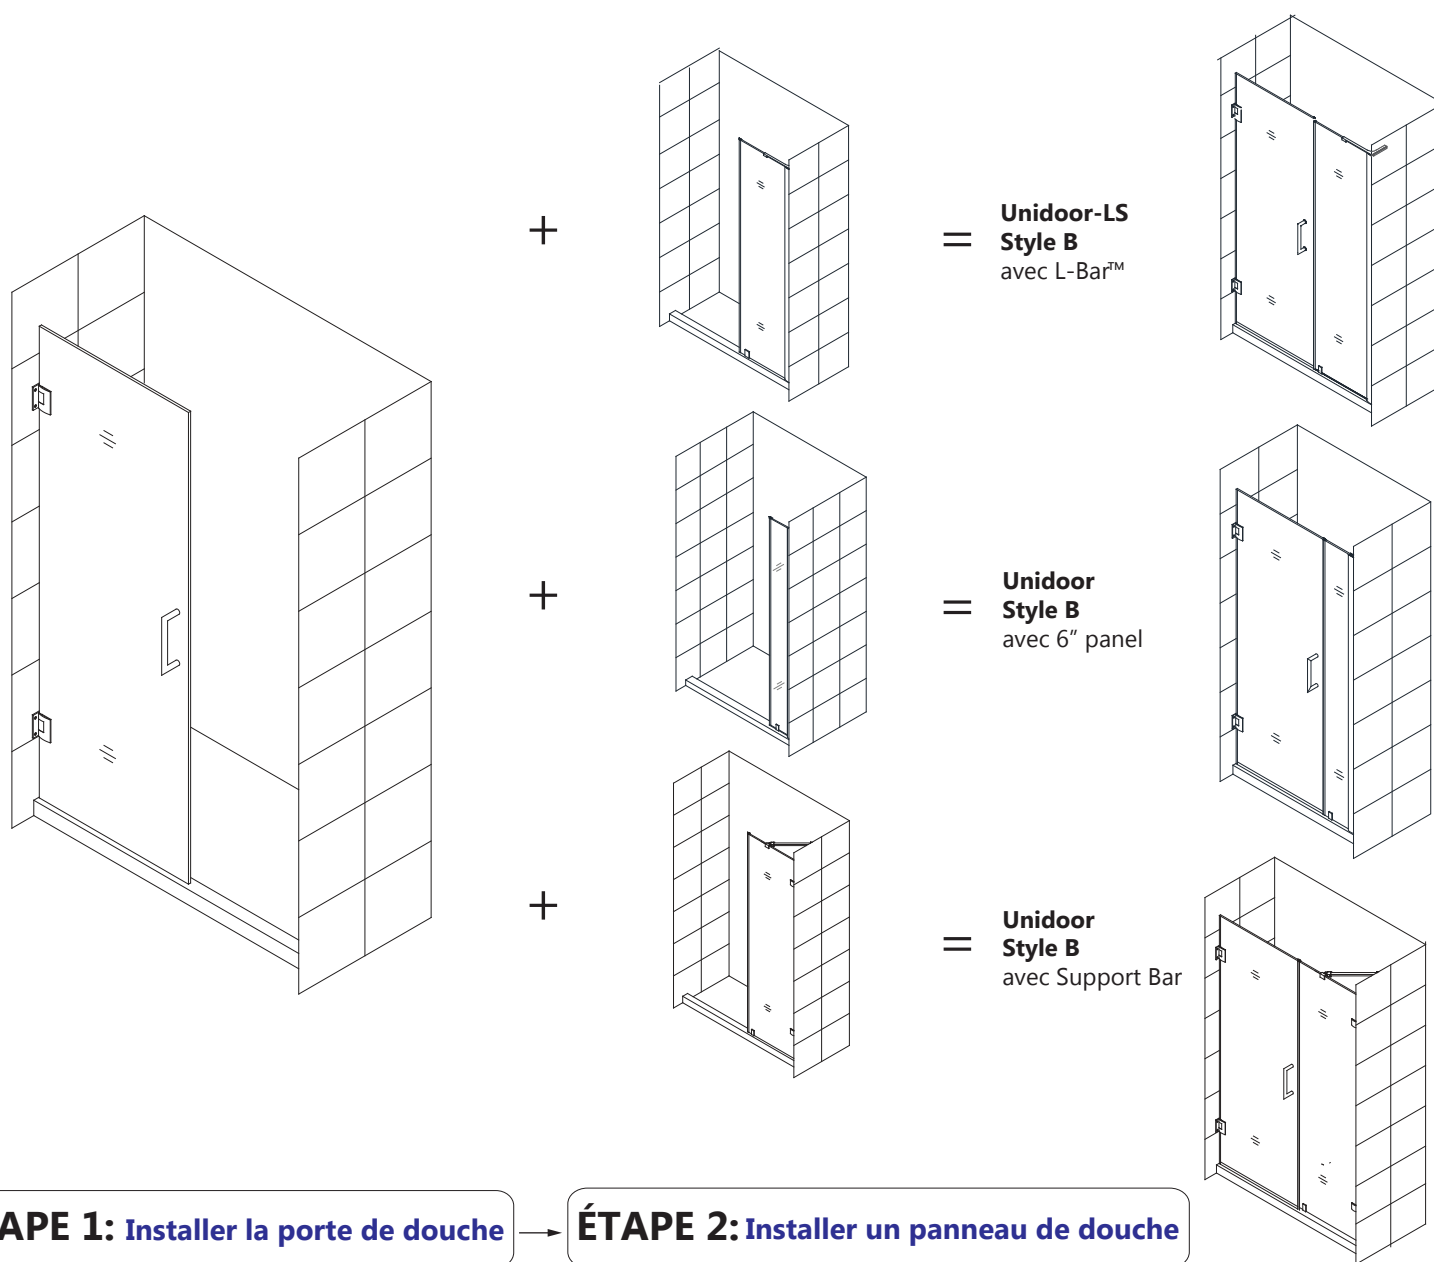 +
=
Unidoor-LS
Style B
avec L-Bar™
+
=
Unidoor
Style B
avec 6” panel
+
=
Unidoor
Style B
avec Support Bar
APE 1: Installer la porte de douche
ÉTAPE 2: Installer un panneau de douche